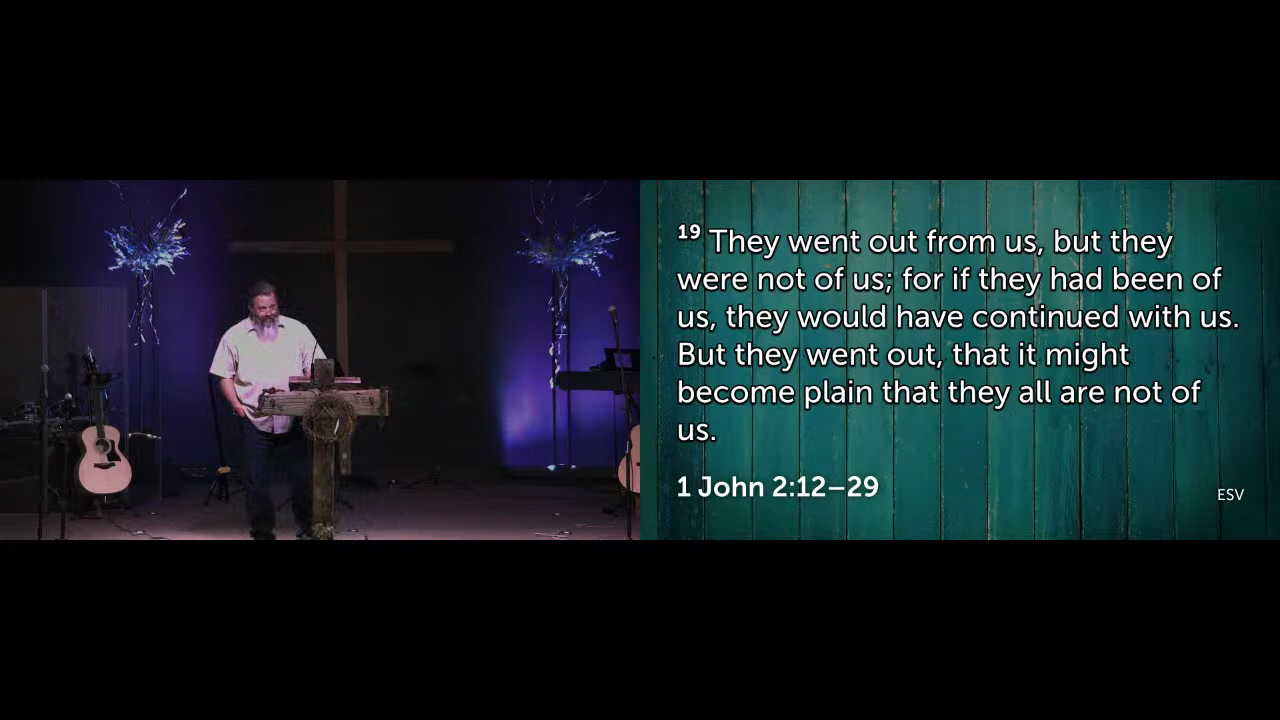 19 They went out from us, but they
were not of us; for if they had been of
us, they would have continued with us.
But they went out, that it might
become plain that they all are not of
us.
1 John 2:12–29
ESV